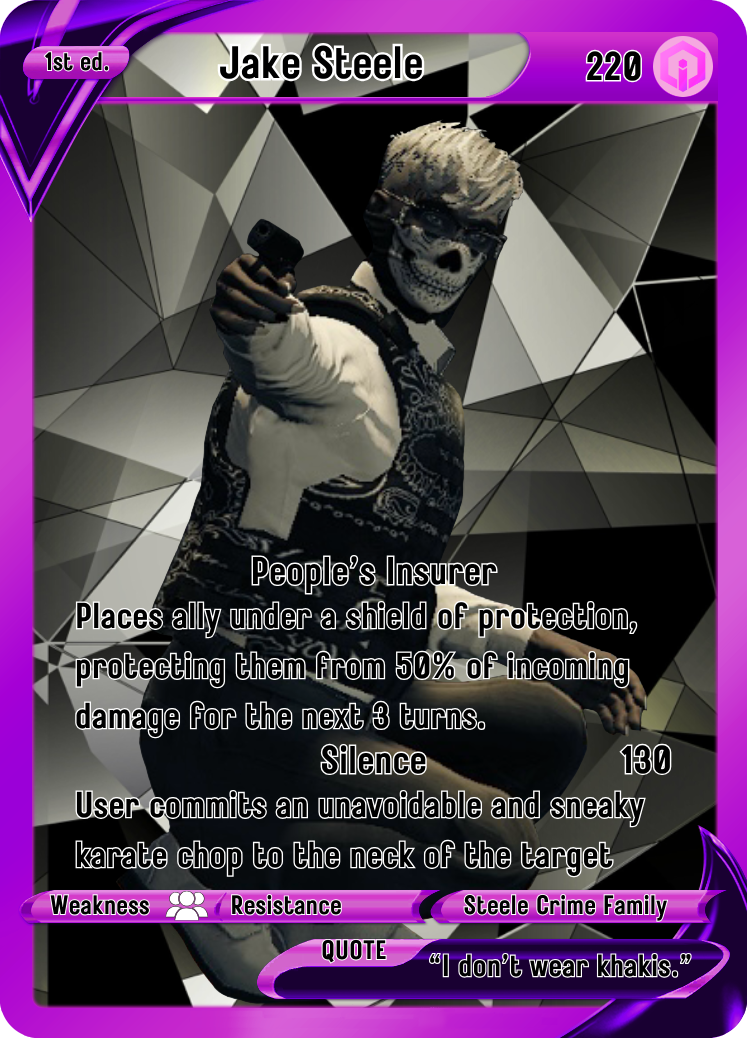 1st ed.
Jake Steele
220
People's Insurer
Places ally under a shield of protection,
protecting them from 50% of incoming
damage for the next 3 turns.
Silence 130
User commits an unavoidable and sneaky
karate chop to the neck of the target
Weakness Resistance Steele Crime Family
QUOTE
“I don't wear khakis.”